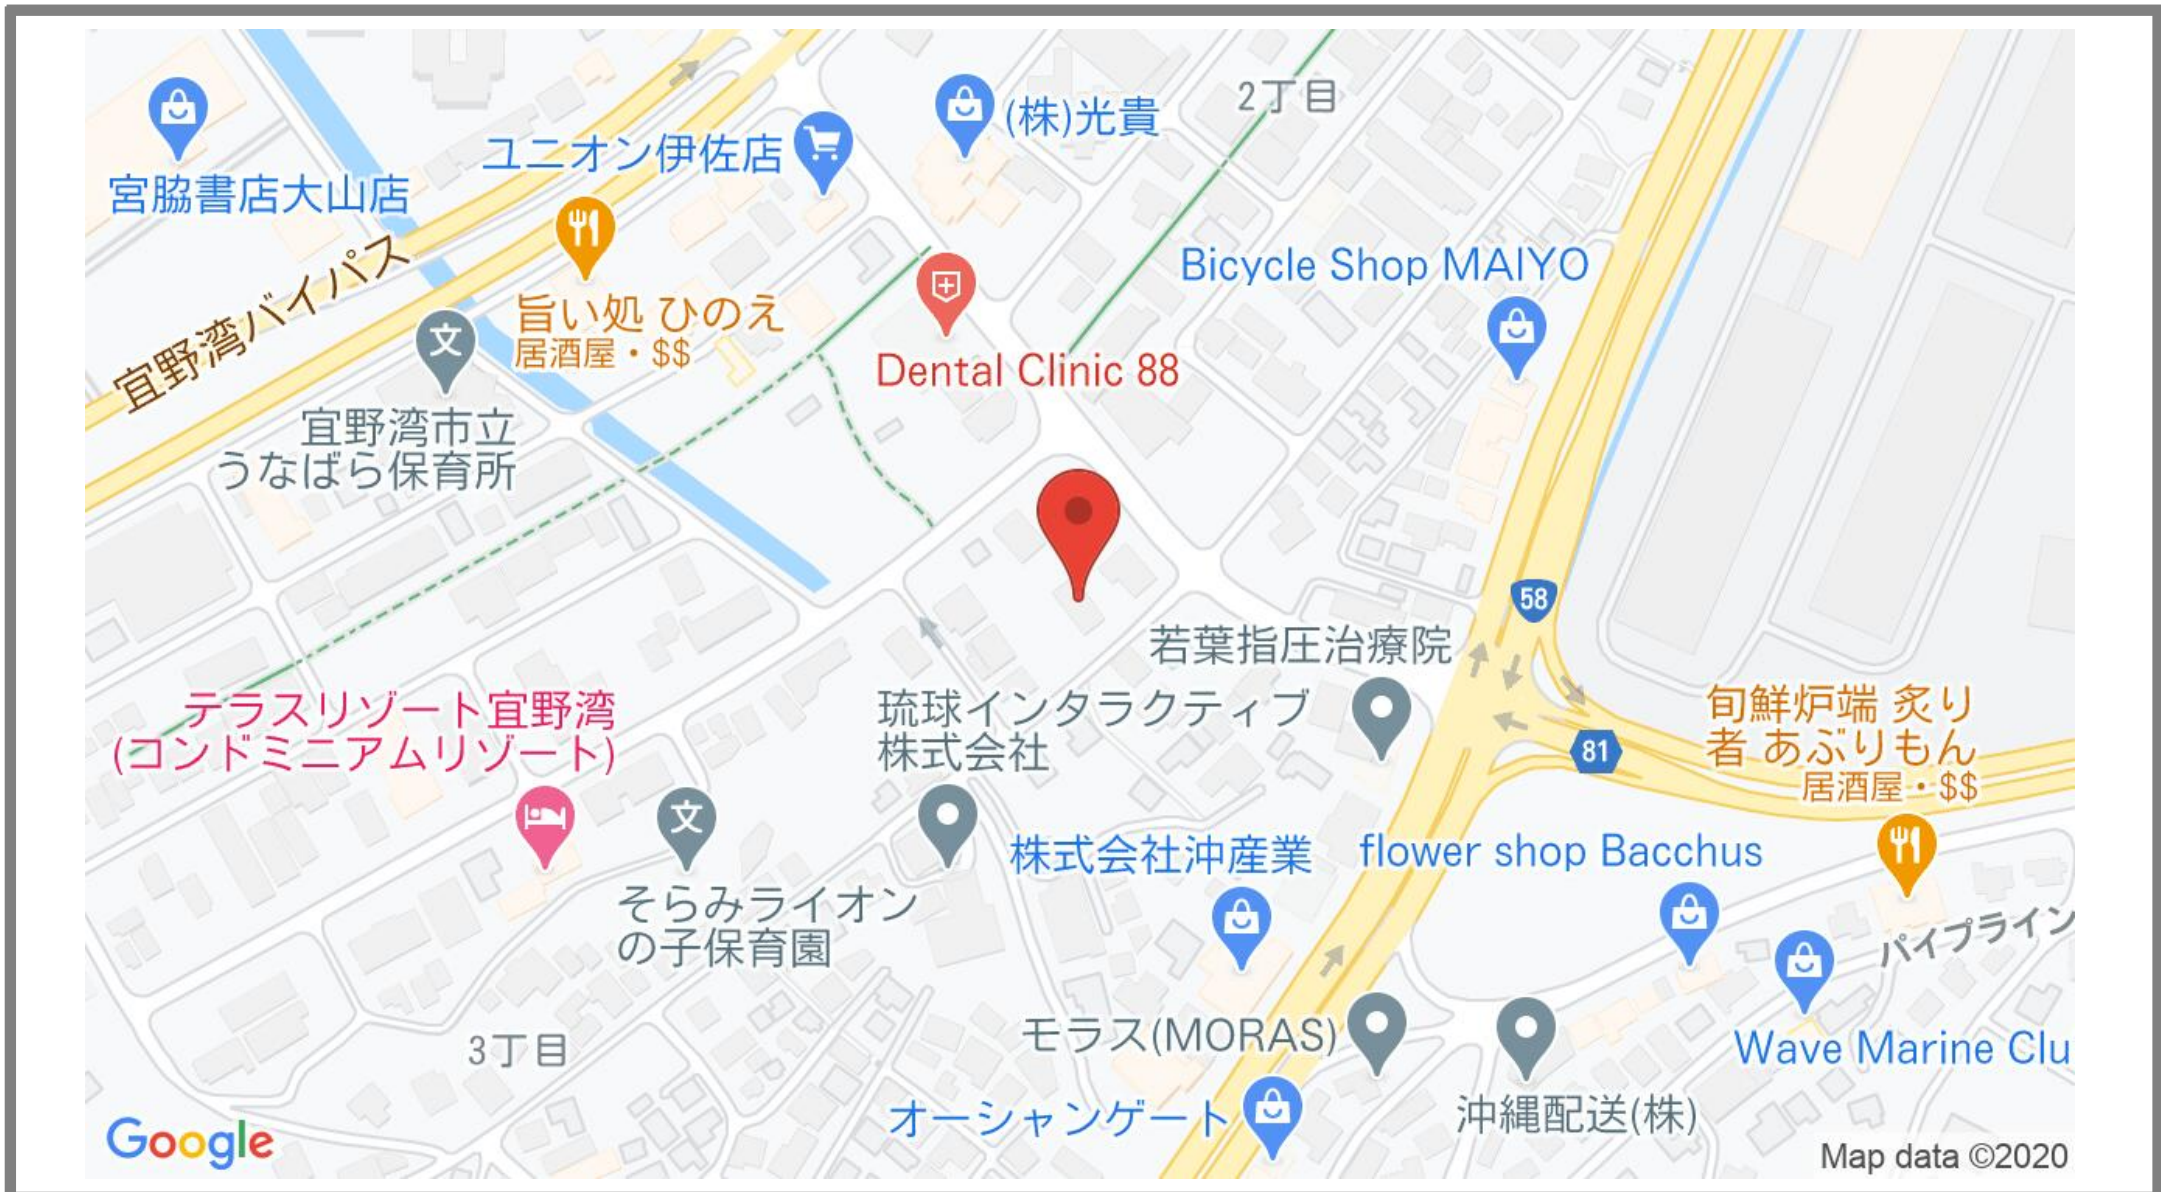 2丁目
(株)光貴
ユニオン伊佐店
宮脇書店大山店
宜野湾バイパス
旨い処 ひのえ
居酒屋・$$
Bicycle Shop MAIYO
Dental Clinic 88
文
宜野湾市立
うなばら保育所
58
若葉指圧治療院
テラスリゾート宜野湾
(コンドミニアムリゾート)
琉球インタラクティブ
株式会社
81
旬鮮炉端 炙り
者 あぶりもん
居酒屋・$$
文
そらみライオン
の子保育園
株式会社沖産業
flower shop Bacchus
パイプライン
3丁目
モラス(MORAS)
Wave Marine Clu
オーシャンゲート
沖縄配送(株)
Google
Map data ©2020